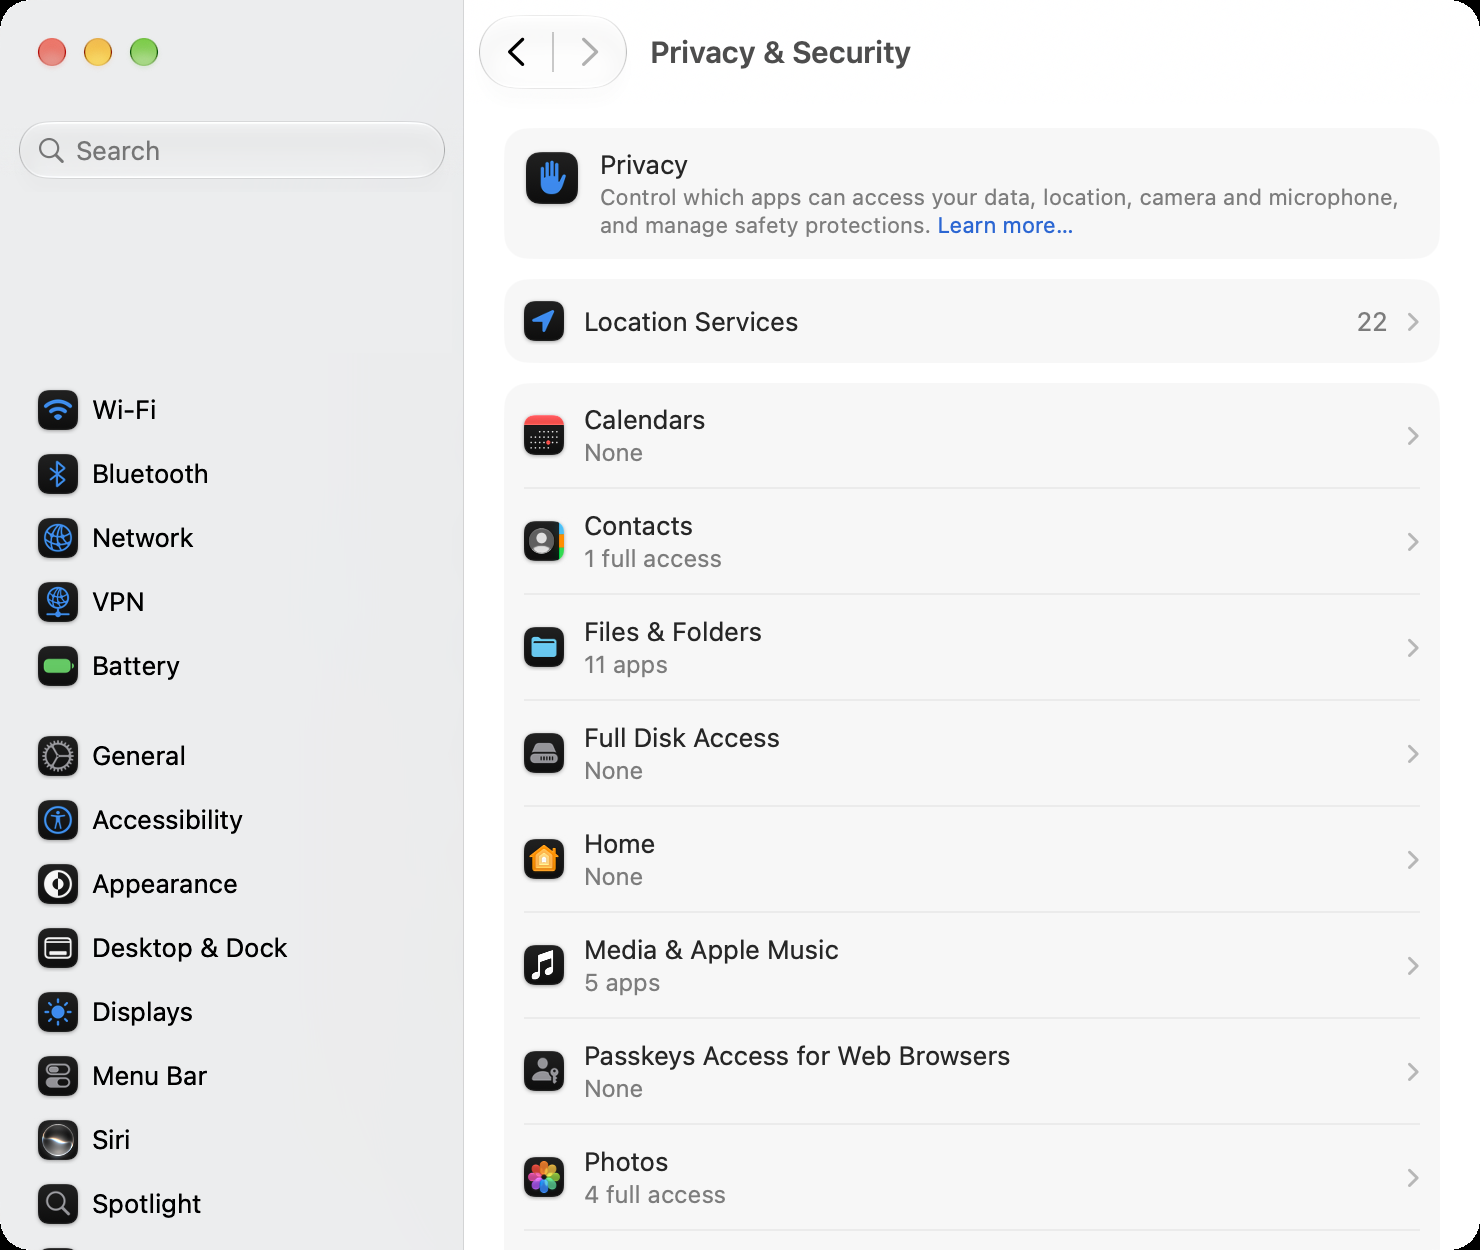 Privacy & Security
Search
Wi-Fi
Bluetooth
Network
VPN
Battery
General
Accessibility
Appearance
Desktop & Dock
Displays
Menu Bar
Siri
Spotlight
Privacy
Control which apps can access your data, location, camera and microphone,
and manage safety protections. Learn more...
Location Services 22
Calendars
None
Contacts
1 full access
Files & Folders
11 apps
Full Disk Access
None
Home
None
Media & Apple Music
5 apps
Passkeys Access for Web Browsers
None
Photos
4 full access